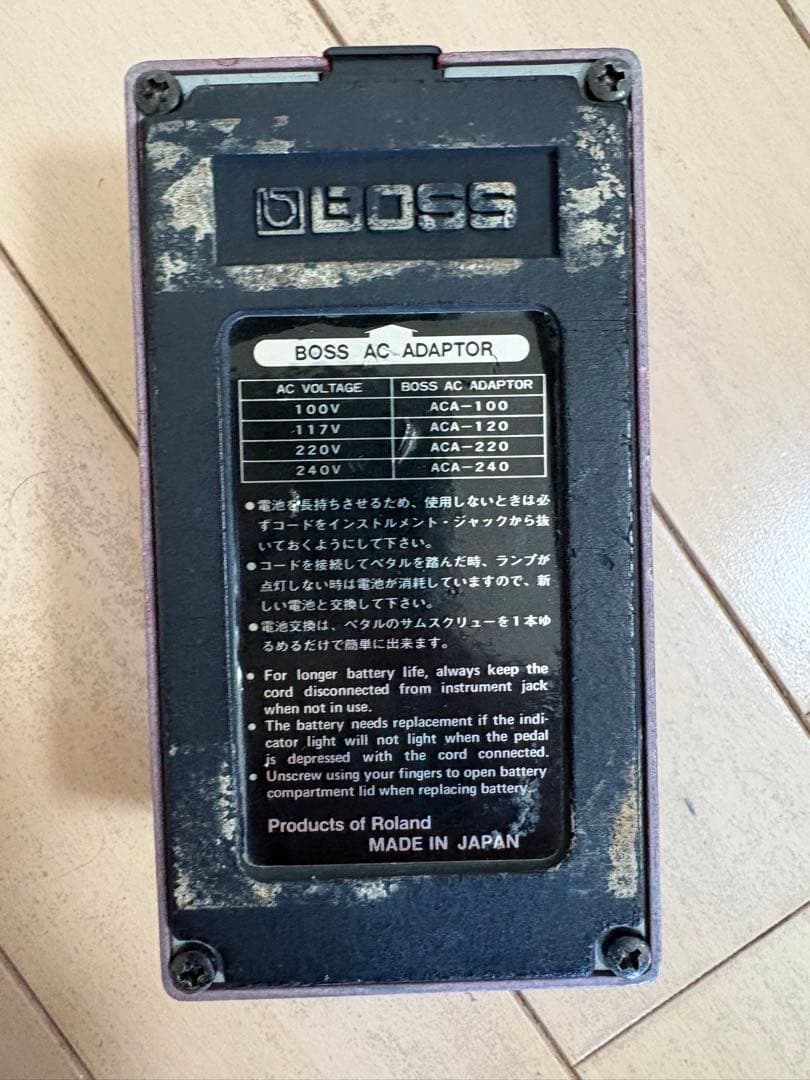 BOSS
BOSS AC ADAPTOR
AC VOLTAGE BOSS AC ADAPTOR
100V ACA-100
117V ACA-120
220V ACA-220
240V ACA-240
●電池を長持ちさせるため、使用しないときは必
ずコードをインストルメント・ジャックから抜
いておくようにして下さい。
●コードを接続してペタルを踏んだ時、ランプが
点灯しない時は電池が消耗していますので、新
しい電池と交換して下さい。
●電池交換は、ペタルのサムスクリューを1本ゆ
るめるだけで簡単に出来ます。
● For longer battery life, always keep the
cord disconnected from instrument jack
when not in use.
● The battery needs replacement if the indi-
cator light will not light when the pedal
is depressed with the cord connected.
● Unscrew using your fingers to open battery
compartment lid when replacing battery.
Products of Roland
MADE IN JAPAN